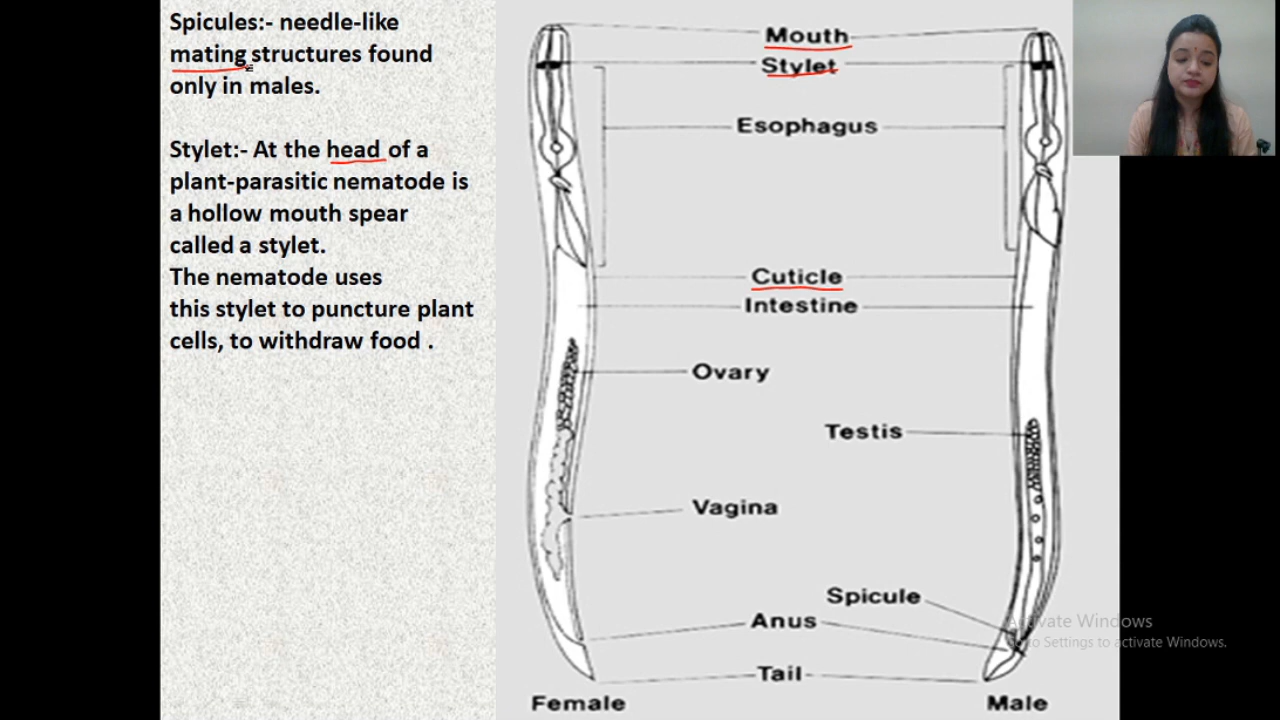 Spicules:- needle-like
mating structures found
only in males.
Stylet:- At the head of a
plant-parasitic nematode is
a hollow mouth spear
called a stylet.
The nematode uses
this stylet to puncture plant
cells, to withdraw food .
Mouth
Stylet
Esophagus
Cuticle
Intestine
Ovary
Testis
Vagina
Spicule
Anus
Tail
Female
Male
Activate Windows
Go to Settings to activate Windows.